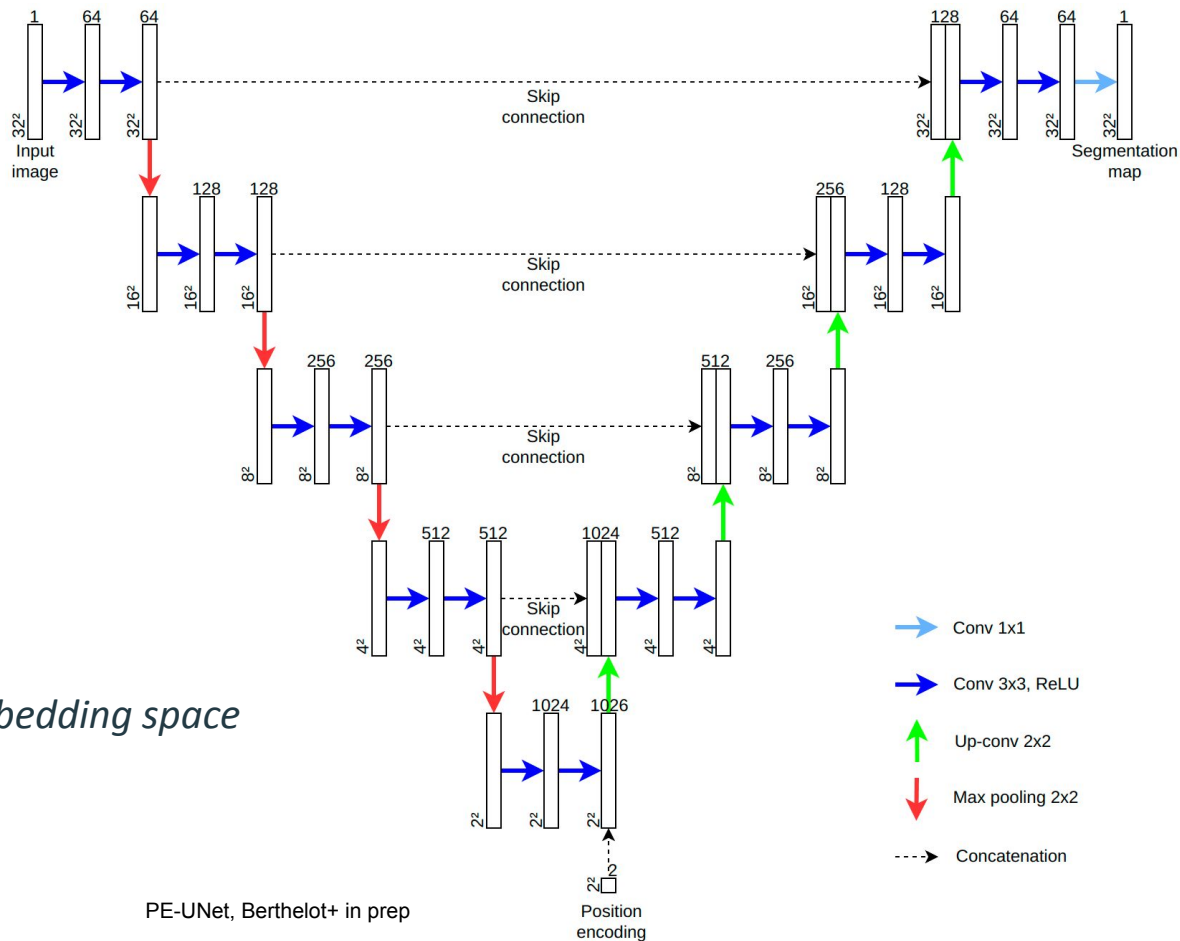 1 64 64 128 64 64 1
Skip
connection
32² 32² 32² 32² 32² 32² 32²
Input
image
Segmentation
map
128 128 256 128
Skip
connection
16² 16² 16² 16² 16² 16²
256 256 512 256
Skip
connection
8² 8² 8² 8² 8² 8²
512 512 1024 512
Skip
connection
4² 4² 4² 4² 4² 4²
Conv 1x1
Conv 3x3, ReLU
bedding space
1024 1026
Up-conv 2x2
Max pooling 2x2
2² 2² 2²
Concatenation
2
2²
PE-UNet, Berthelot+ in prep
Position
encoding